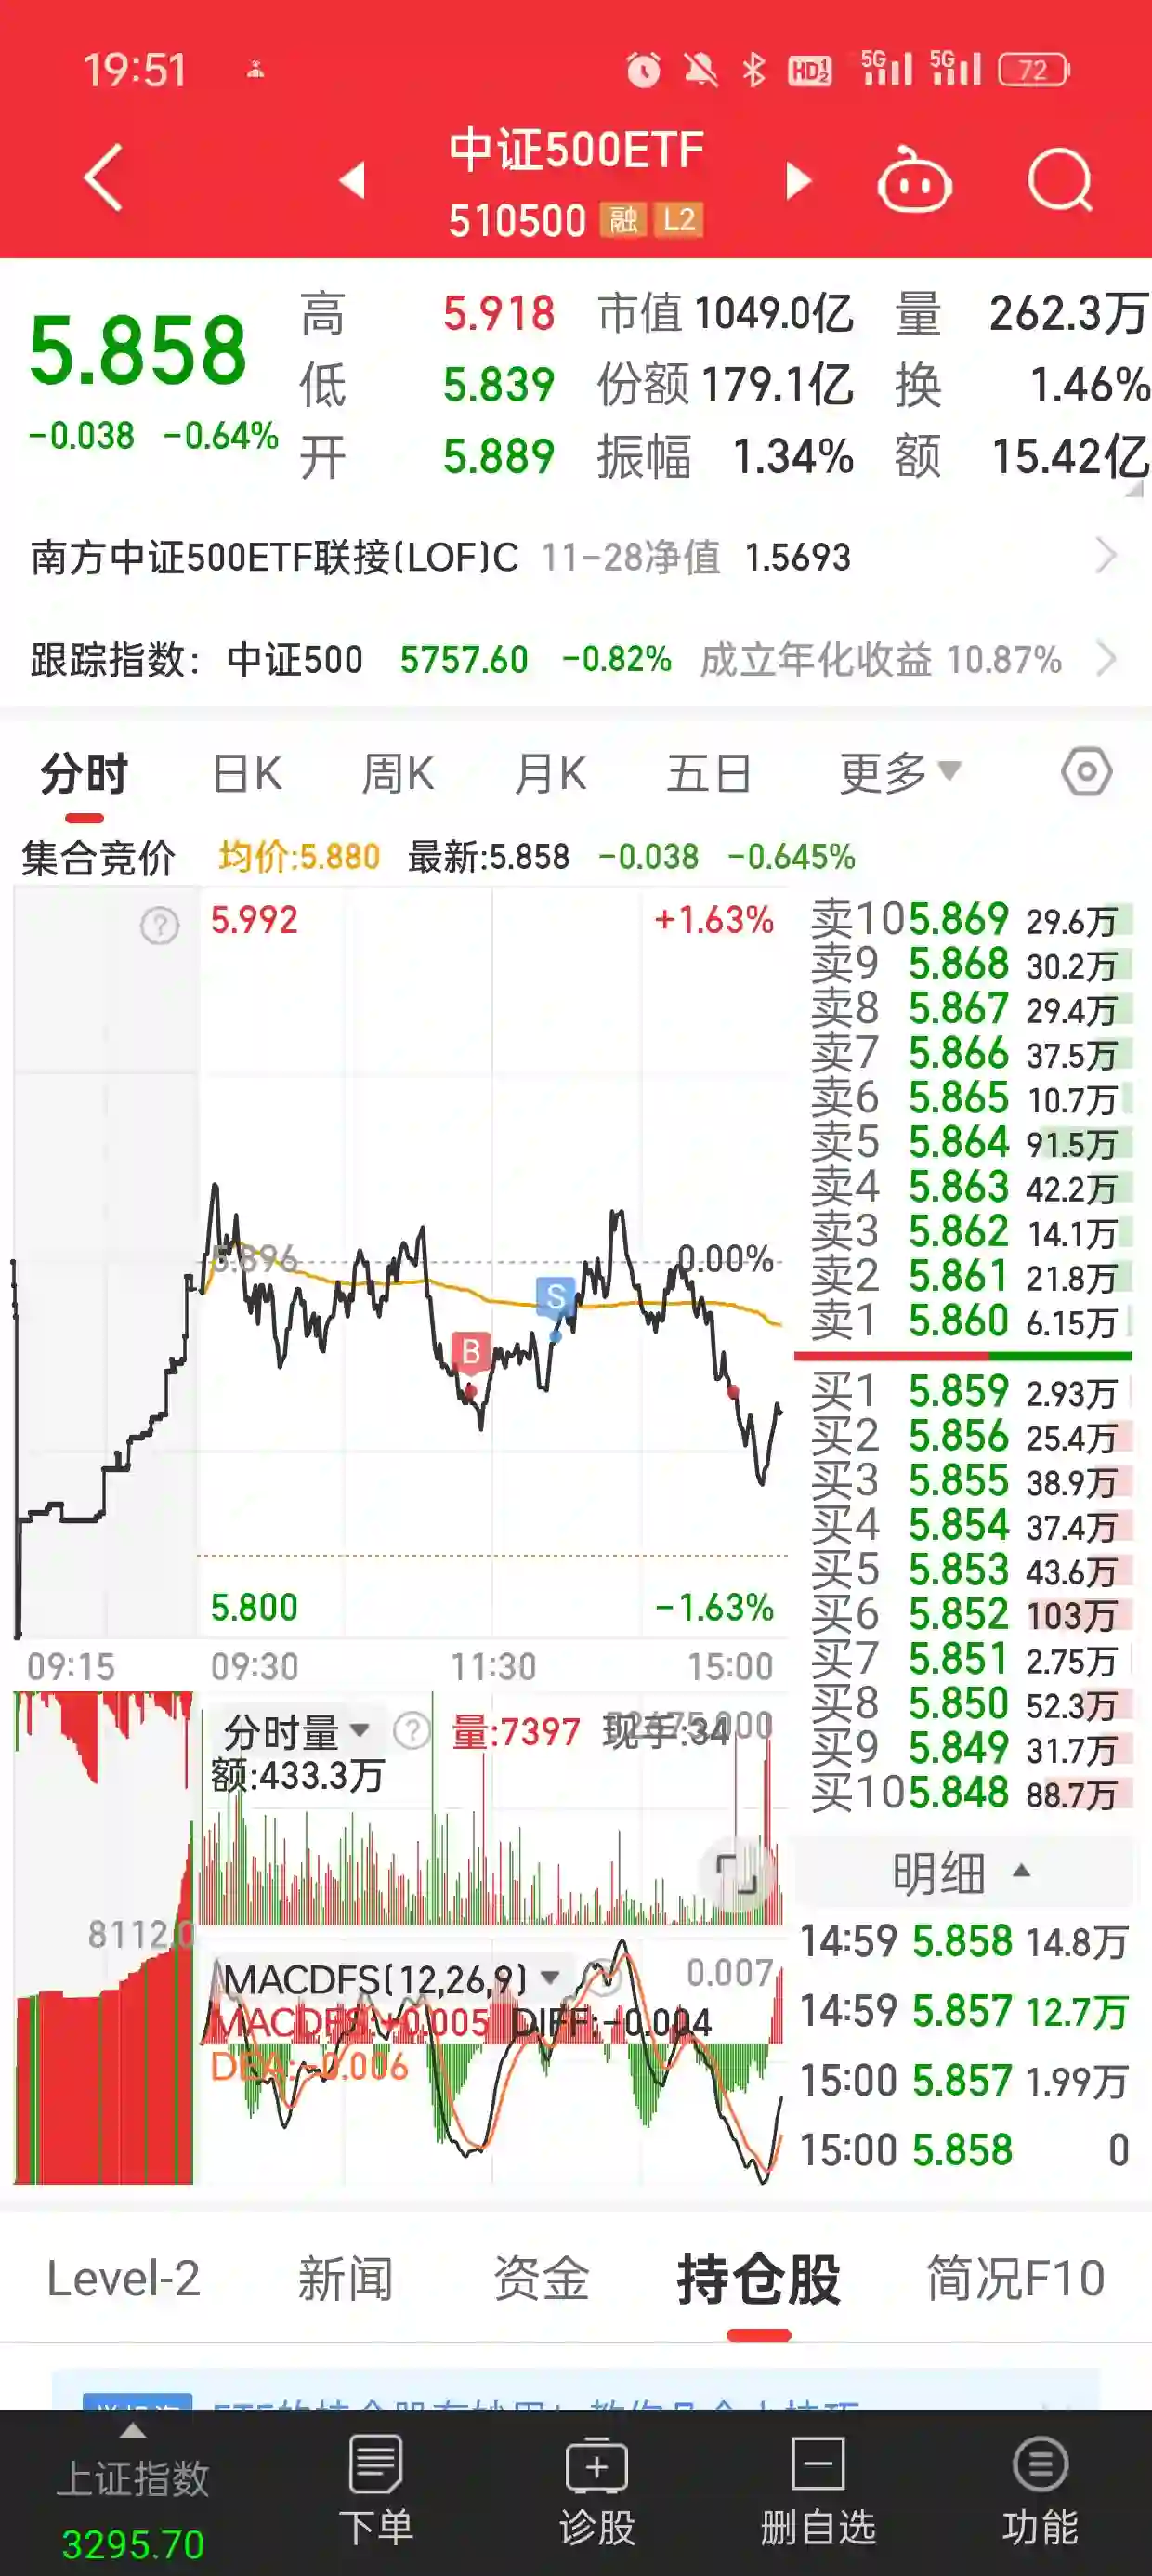 19:51 HD 1 2 5G 5G 72
中证500ETF
510500 融 L2
5.858
-0.038 -0.64%
高 5.918 市值 1049.0亿 量 262.3万
低 5.839 份额 179.1亿 换 1.46%
开 5.889 振幅 1.34% 额 15.42亿
南方中证500ETF联接(LOF)C 11-28净值 1.5693
跟踪指数: 中证500 5757.60 -0.82% 成立年化收益 10.87%
分时 日K 周K 月K 五日 更多
集合竞价 均价:5.880 最新:5.858 -0.038 -0.645%
5.992 +1.63%
5.896 0.00%
S
B
5.800 -1.63%
09:15 09:30 11:30 15:00
分时量 量:7397 现手:34
额:433.3万
8112.0
MACDFS(12,26,9) 0.007
MACDFS:+0.005 DIFF:-0.004
DEA:-0.006
卖10 5.869 29.6万
卖9 5.868 30.2万
卖8 5.867 29.4万
卖7 5.866 37.5万
卖6 5.865 10.7万
卖5 5.864 91.5万
卖4 5.863 42.2万
卖3 5.862 14.1万
卖2 5.861 21.8万
卖1 5.860 6.15万
买1 5.859 2.93万
买2 5.856 25.4万
买3 5.855 38.9万
买4 5.854 37.4万
买5 5.853 43.6万
买6 5.852 103万
买7 5.851 2.75万
买8 5.850 52.3万
买9 5.849 31.7万
买10 5.848 88.7万
明细
14:59 5.858 14.8万
14:59 5.857 12.7万
15:00 5.857 1.99万
15:00 5.858 0
Level-2 新闻 资金 持仓股 简况F10
上证指数 下单 诊股 删自选 功能
3295.70